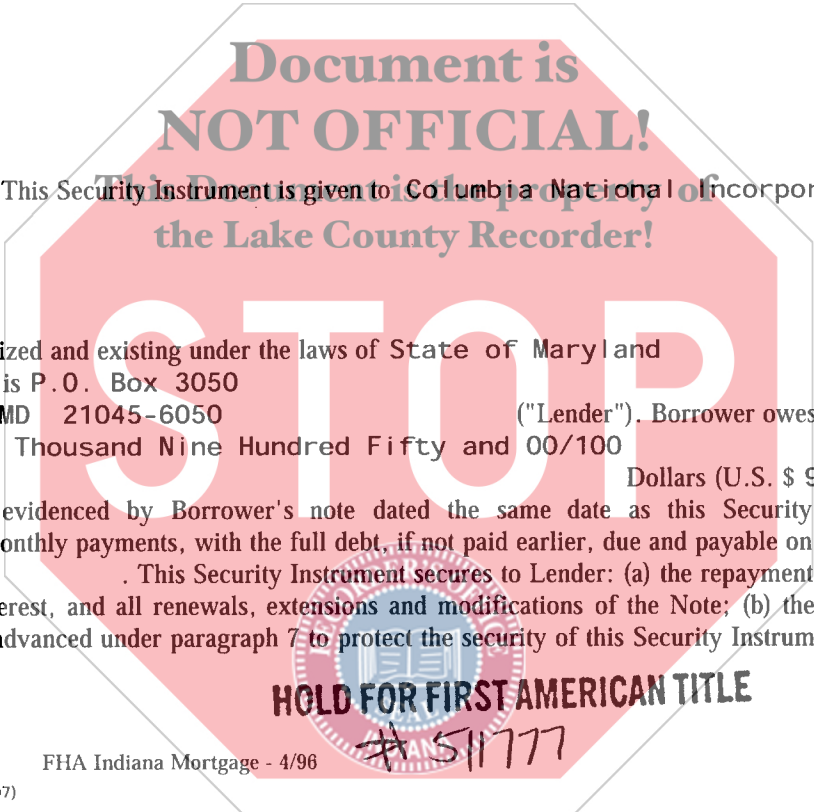 Document is
NOT OFFICIAL!
This Security Instrument is given to Columbia National Incorpor
This Document is the property of
the Lake County Recorder!
STOP
ized and existing under the laws of State of Maryland
is P.O. Box 3050
MD 21045-6050 ("Lender"). Borrower owes
Thousand Nine Hundred Fifty and 00/100
Dollars (U.S. $ 9
evidenced by Borrower's note dated the same date as this Security
onthly payments, with the full debt, if not paid earlier, due and payable on
. This Security Instrument secures to Lender: (a) the repayment
erest, and all renewals, extensions and modifications of the Note; (b) the
advanced under paragraph 7 to protect the security of this Security Instrum
RECORDER'S OFFICE
SEAL
INDIANA
HOLD FOR FIRST AMERICAN TITLE
# 511777
FHA Indiana Mortgage - 4/96